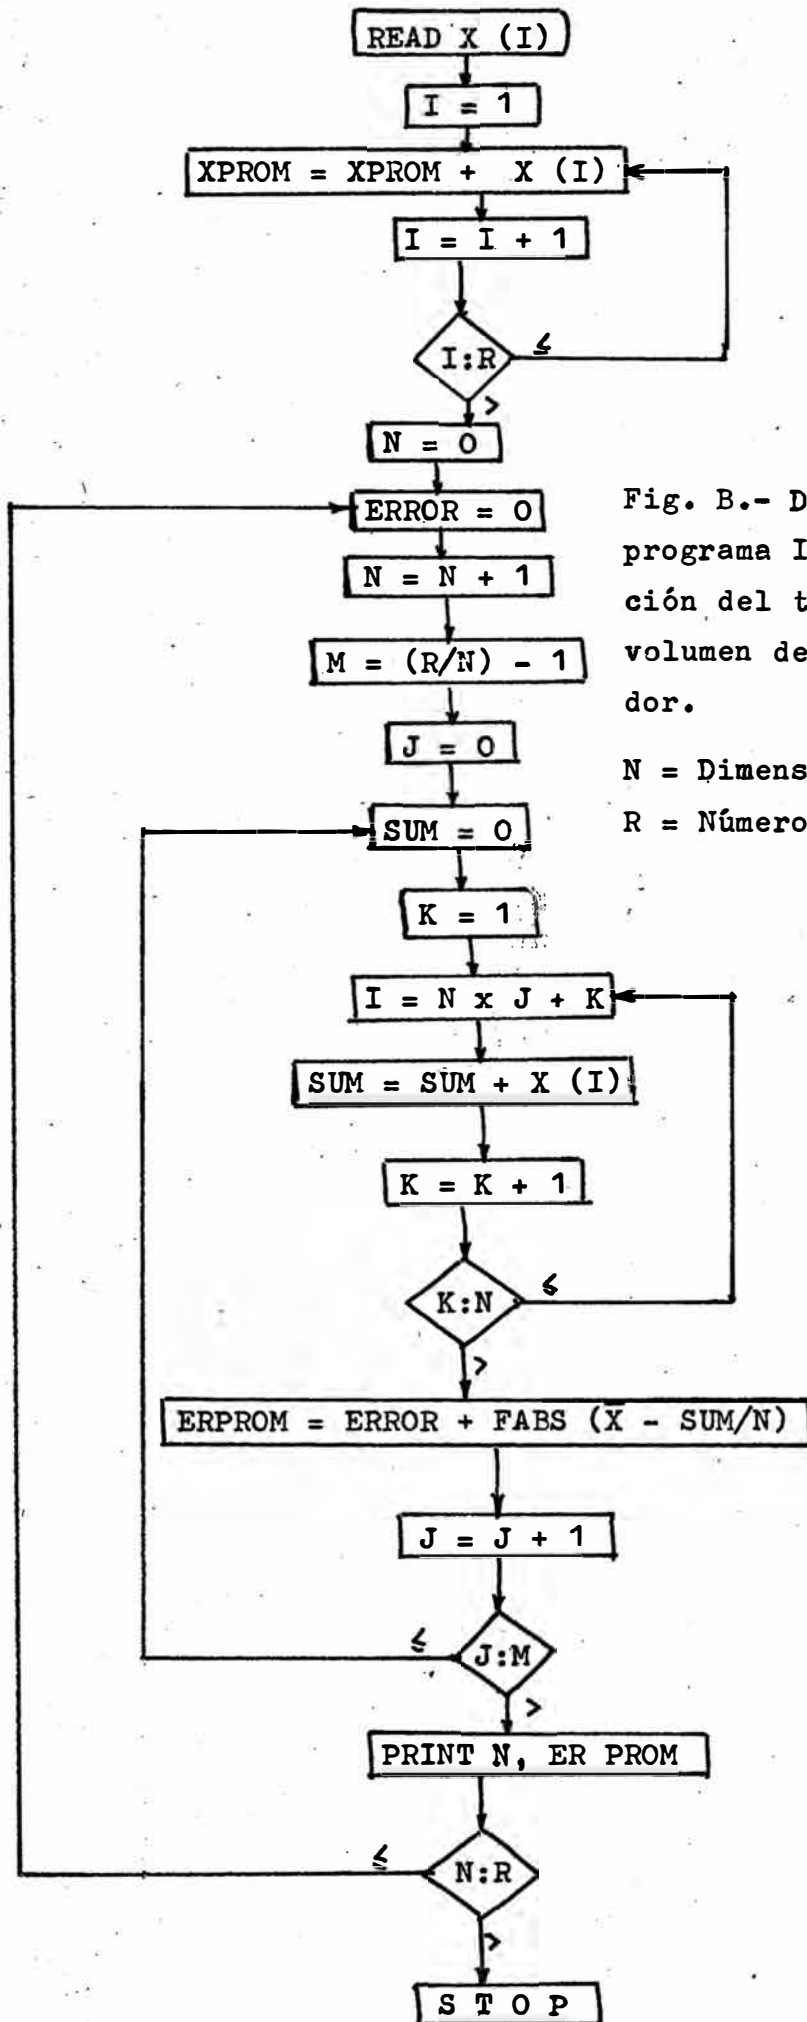 READ X (I)
I = 1
XPROM = XPROM + X (I)
I = I + 1
I:R
≤
>
N = 0
ERROR = 0
N = N + 1
M = (R/N) - 1
J = 0
SUM = 0
K = 1
I = N x J + K
SUM = SUM + X (I)
K = K + 1
K:N
≤
>
ERPROM = ERROR + FABS (X̄ - SUM/N)
J = J + 1
≤
J:M
>
PRINT N, ER PROM
≤
N:R
>
S T O P
Fig. B.- D
programa I
ción del t
volumen de
dor.
N = Dimens
R = Número